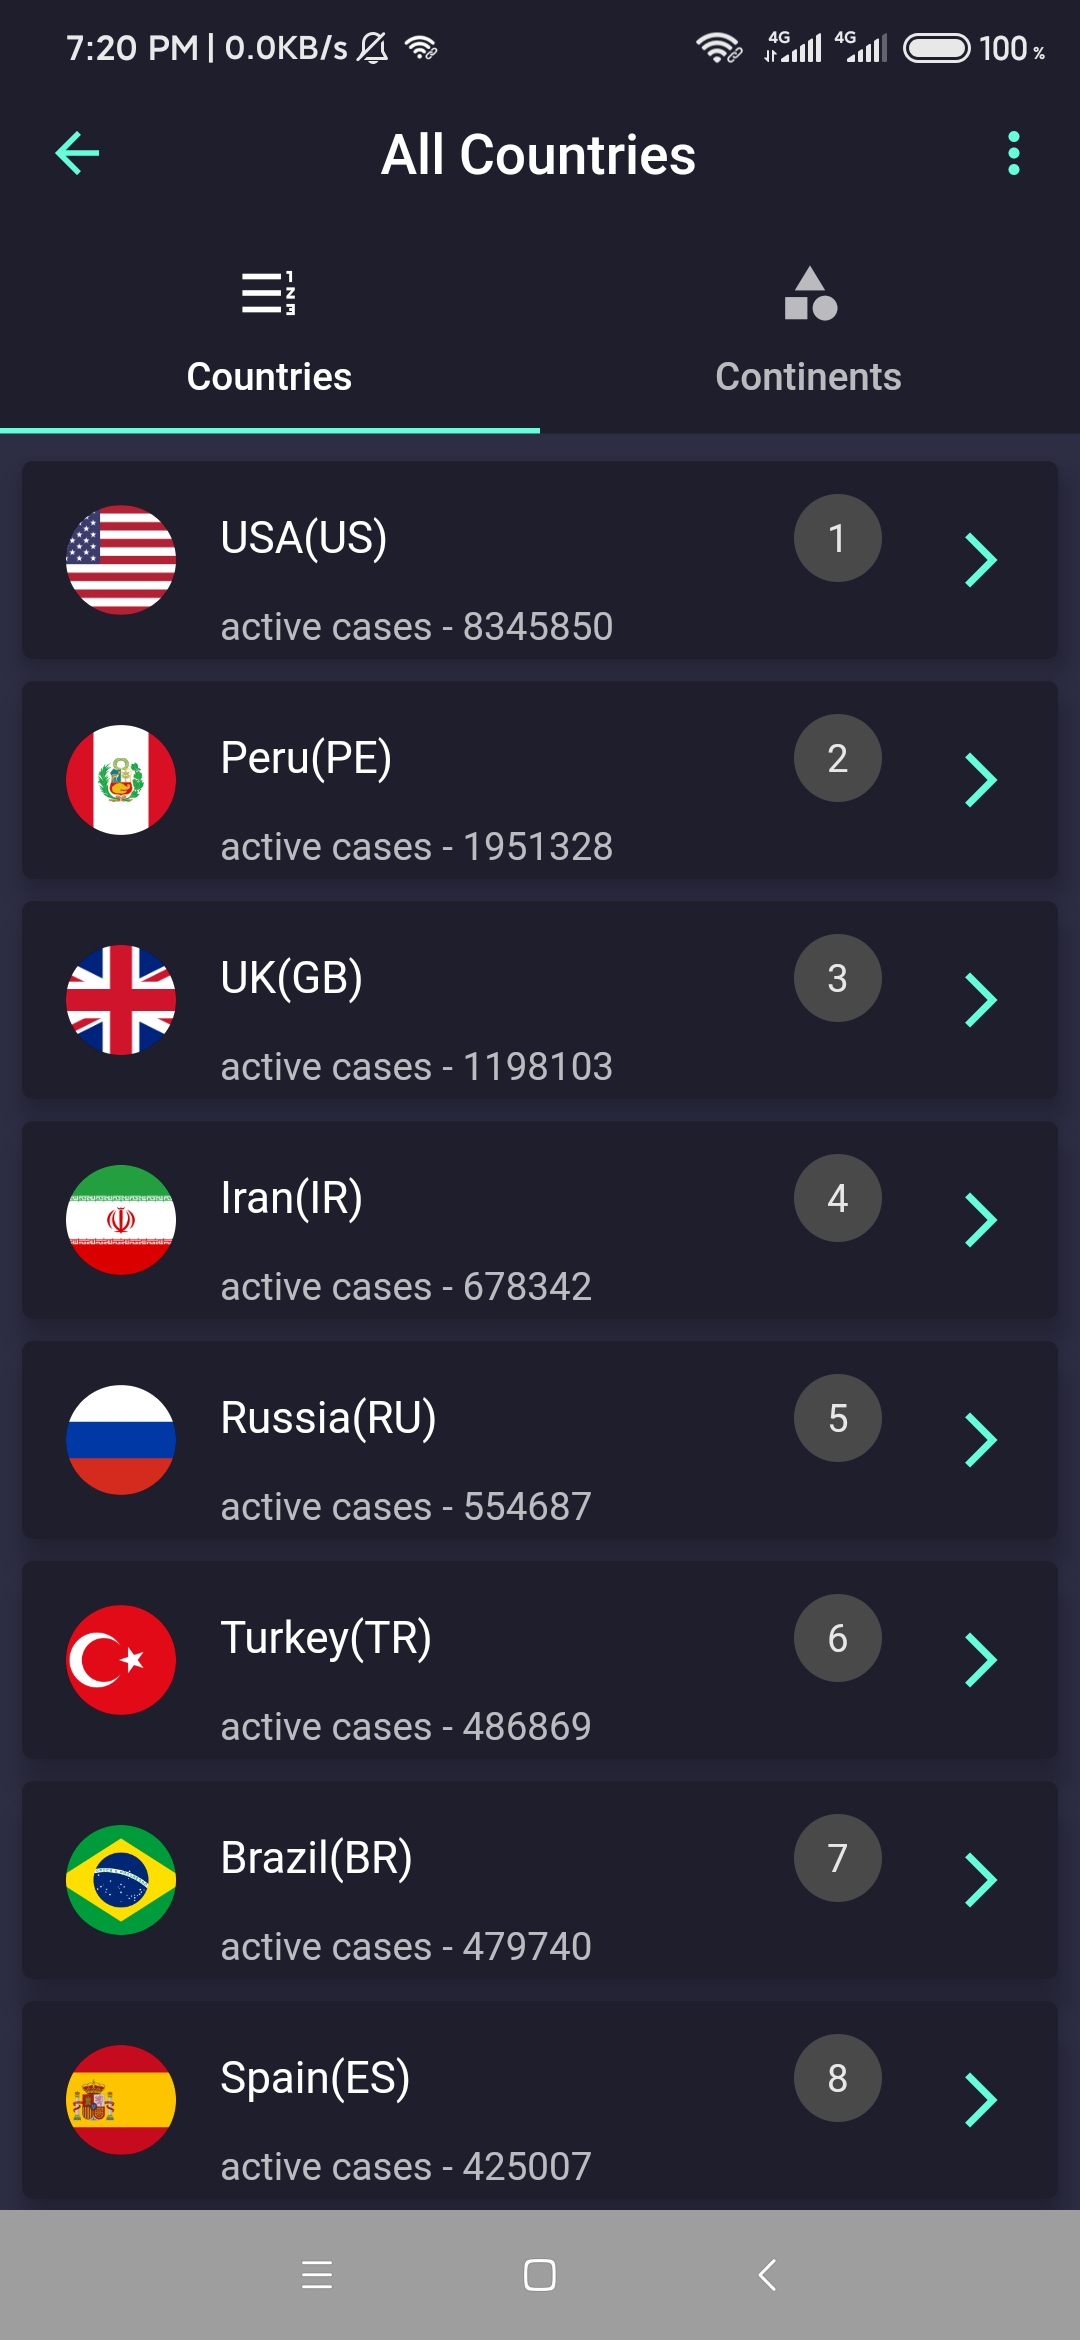 7:20 PM | 0.0KB/s 4G 4G 100 %
All Countries
1
2
3
Countries Continents
USA(US) 1
active cases - 8345850
Peru(PE) 2
active cases - 1951328
UK(GB) 3
active cases - 1198103
Iran(IR) 4
active cases - 678342
Russia(RU) 5
active cases - 554687
Turkey(TR) 6
active cases - 486869
Brazil(BR) 7
active cases - 479740
Spain(ES) 8
active cases - 425007